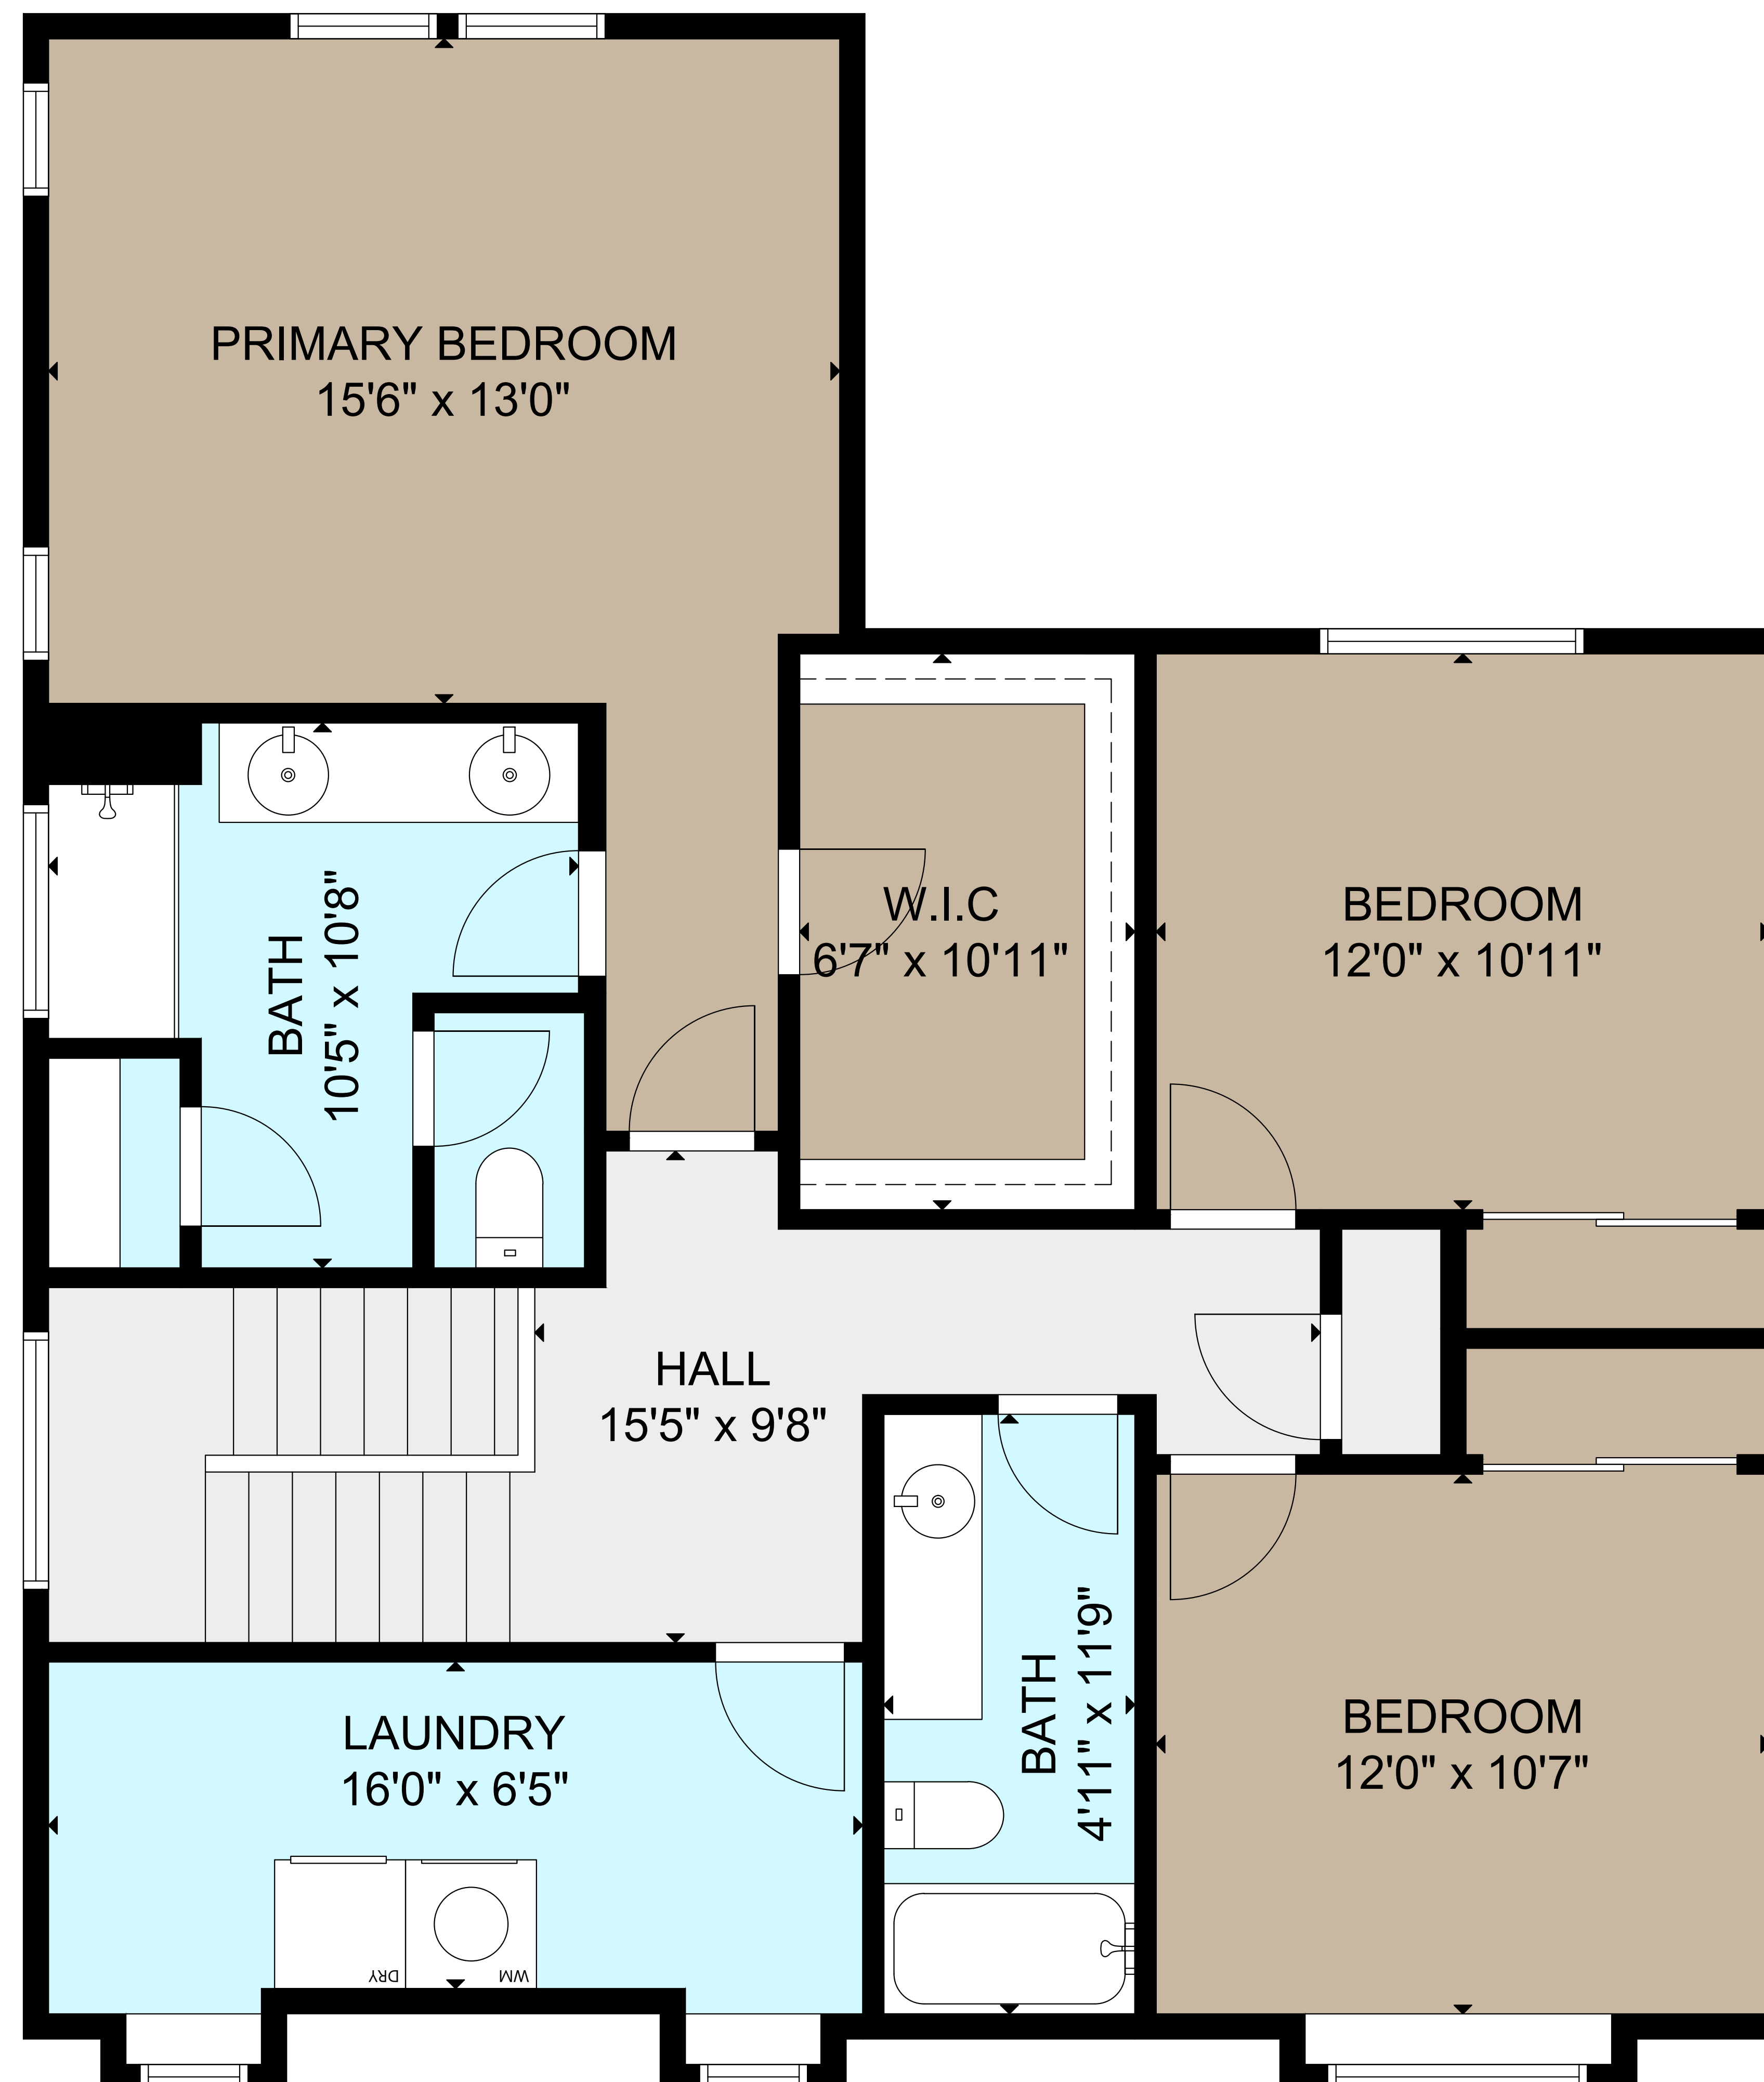 PRIMARY BEDROOM
15'6" x 13'0"
BATH
10'5" x 10'8"
W.I.C
6'7" x 10'11"
BEDROOM
12'0" x 10'11"
HALL
15'5" x 9'8"
LAUNDRY
16'0" x 6'5"
DRY
WM
BATH
4'11" x 11'9"
BEDROOM
12'0" x 10'7"